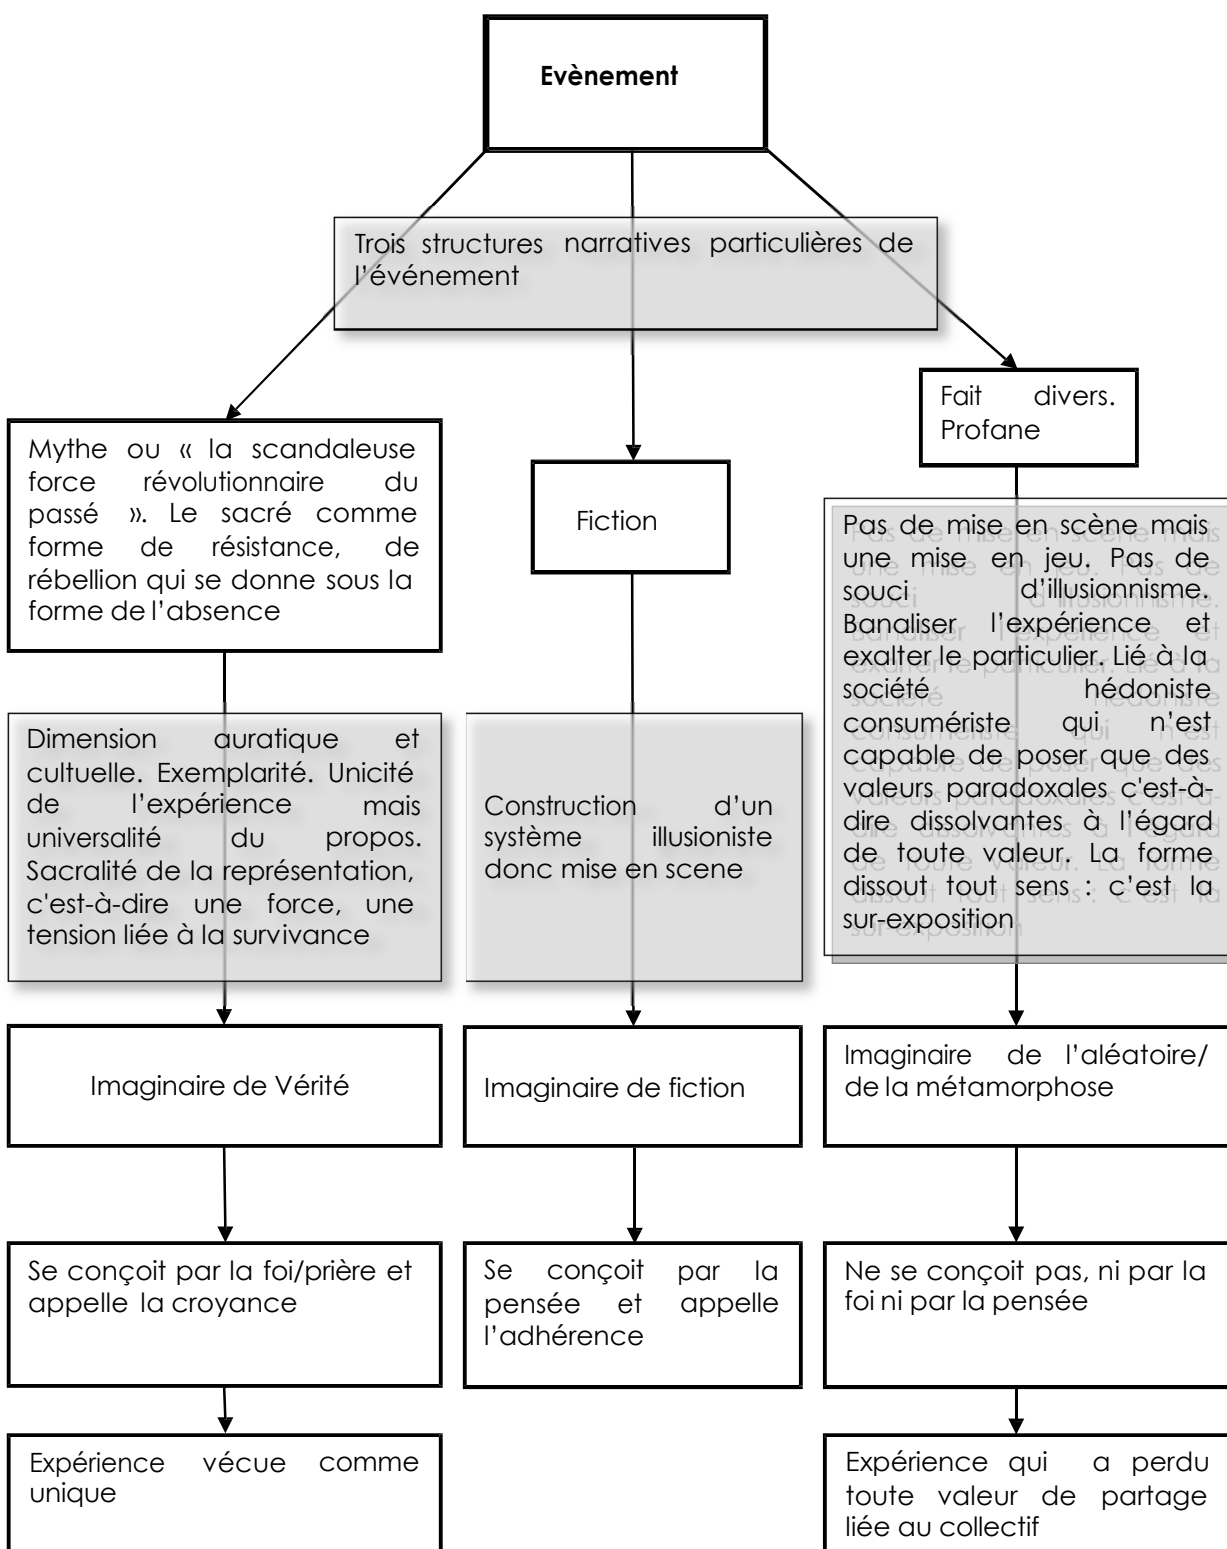 Evènement
Trois structures narratives particulières de
l'événement
Fait divers.
Profane
Mythe ou « la scandaleuse
force révolutionnaire du
passé ». Le sacré comme
forme de résistance, de
rébellion qui se donne sous la
forme de l'absence
Fiction
Pas de mise en scène mais
une mise en jeu. Pas de
souci d'illusionnisme.
Banaliser l'expérience et
exalter le particulier. Lié à la
société hédoniste
consumériste qui n'est
capable de poser que des
valeurs paradoxales c'est-à-
dire dissolvantes à l'égard
de toute valeur. La forme
dissout tout sens : c'est la
sur-exposition
Dimension auratique et
cultuelle. Exemplarité. Unicité
de l'expérience mais
universalité du propos.
Sacralité de la représentation,
c'est-à-dire une force, une
tension liée à la survivance
Construction d'un
système illusioniste
donc mise en scene
Imaginaire de Vérité
Imaginaire de fiction
Imaginaire de l'aléatoire/
de la métamorphose
Se conçoit par la foi/prière et
appelle la croyance
Se conçoit par la
pensée et appelle
l'adhérence
Ne se conçoit pas, ni par la
foi ni par la pensée
Expérience vécue comme
unique
Expérience qui a perdu
toute valeur de partage
liée au collectif